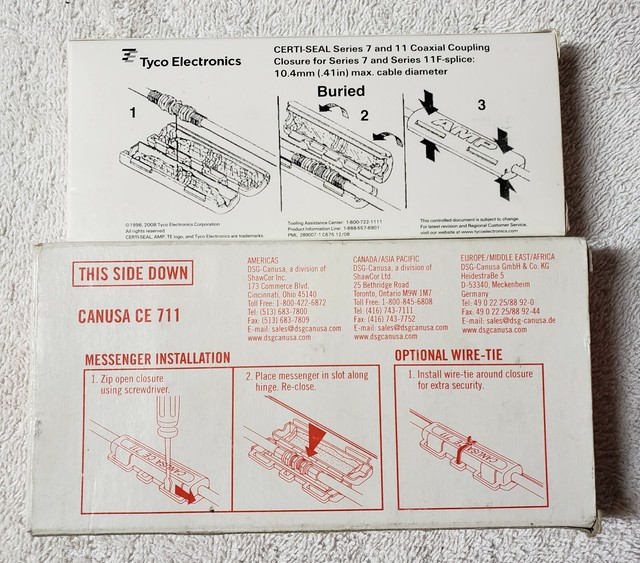 Tyco Electronics
CERTI-SEAL Series 7 and 11 Coaxial Coupling
Closure for Series 7 and Series 11F-splice:
10.4mm (.41in) max. cable diameter
Buried
1
2
3
AMP
©1998, 2008 Tyco Electronics Corporation
All rights reserved
CERTI-SEAL, AMP, TE logo, and Tyco Electronics are trademarks.
Tooling Assistance Center: 1-800-722-1111
Product Information Line: 1-888-557-8901
This controlled document is subject to change.
For latest revision and Regional Customer Service,
visit our website at www.tycoelectronics.com
THIS SIDE DOWN
CANUSA CE 711
AMERICAS
DSG-Canusa, a division of
ShawCor Inc.
173 Commerce Blvd.
Cincinnati, Ohio 45140
Toll Free: 1-800-422-6872
Tel: (513) 683-7800
Fax: (513) 683-7809
E-mail: sales@dsgcanusa.com
www.dsgcanusa.com
CANADA/ASIA PACIFIC
DSG-Canusa, a division of
ShawCor Ltd.
25 Bethridge Road
Toronto, Ontario M9W 1M7
Toll Free: 1-800-845-6808
Tel: (416) 743-7111
Fax: (416) 743-7752
E-mail: sales@dsgcanusa.com
www.dsgcanusa.com
EUROPE/MIDDLE EAST/AFRICA
DSG-Canusa GmbH & Co. KG
HeidestraBe 5
D-53340, Meckenheim
Germany
Tel: 49 0 22 25/88 92-0
Fax: 49 0 22 25/88 92-44
E-mail: sales@dsgcanusa.de
www.dsgcanusa.com
MESSENGER INSTALLATION
1. Zip open closure
using screwdriver.
2. Place messenger in slot along
hinge. Re-close.
OPTIONAL WIRE-TIE
1. Install wire-tie around closure
for extra security.
CANUSA
CANUSA